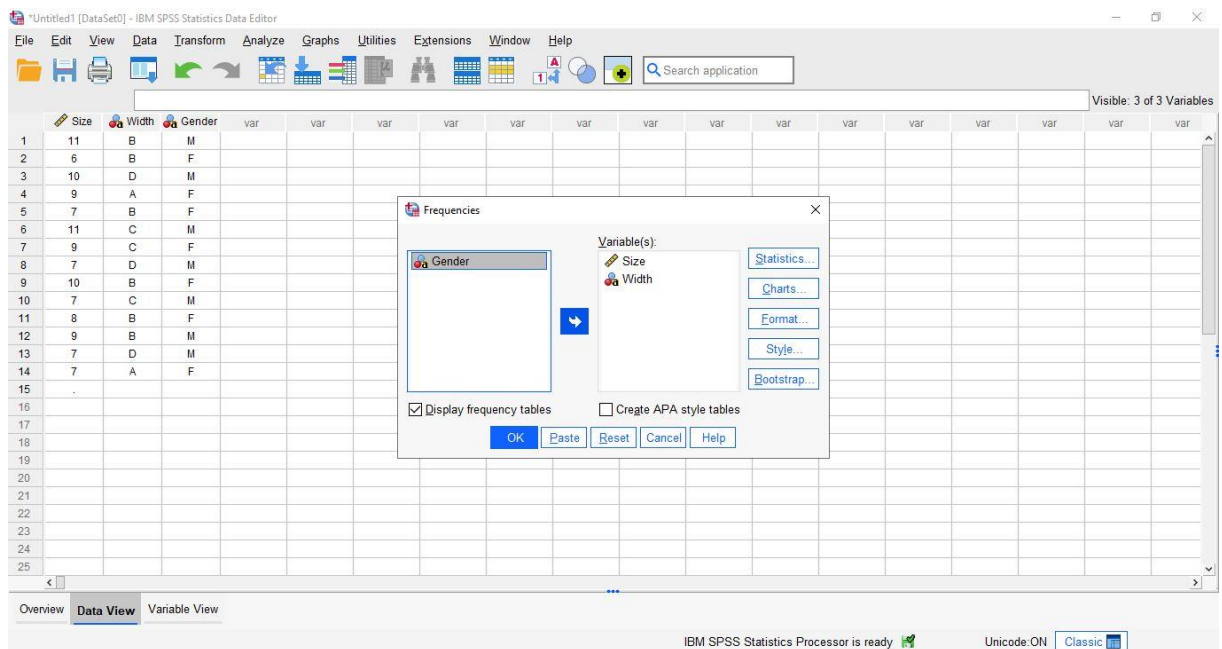 *Untitled1 [DataSet0] - IBM SPSS Statistics Data Editor
File Edit View Data Transform Analyze Graphs Utilities Extensions Window Help
Search application
Visible: 3 of 3 Variables
Size Width Gender var var var var var var var var var var var var var var var
1 11 B M
2 6 B F
3 10 D M
4 9 A F
5 7 B F
6 11 C M
7 9 C F
8 7 D M
9 10 B F
10 7 C M
11 8 B F
12 9 B M
13 7 D M
14 7 A F
15 .
16
17
18
19
20
21
22
23
24
25
Frequencies
Variable(s):
Gender
Size
Width
Statistics...
Charts...
Format...
Style...
Bootstrap...
Display frequency tables Create APA style tables
OK Paste Reset Cancel Help
Overview Data View Variable View
IBM SPSS Statistics Processor is ready Unicode:ON Classic